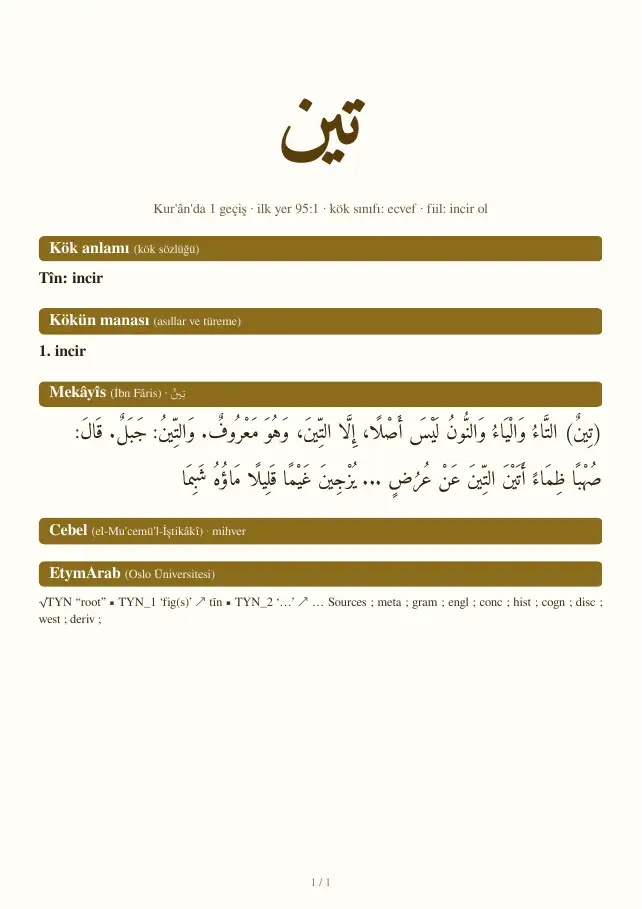 تين
Kur'ân'da 1 geçiş · ilk yer 95:1 · kök sınıfı: ecvef · fiil: incir ol
Kök anlamı (kök sözlüğü)
Tîn: incir
Kökün manası (asıllar ve türeme)
1. incir
Mekâyîs (İbn Fâris) · تِينٌ
(تِينٌ) التَّاءُ وَالْيَاءُ وَالنُّونُ لَيْسَ أَصْلًا، إِلَّا التِّينَ، وَهُوَ مَعْرُوفٌ. وَالتِّينُ: جَبَلٌ. قَالَ:
صُهْبًا ظِمَاءً أَتَيْنَ التِّينَ عَنْ عُرُضٍ ... يُزْجِينَ غَيْمًا قَلِيلًا مَاؤُهُ شَبِمَا
Cebel (el-Mu'cemü'l-İştikâkî) · mihver
EtymArab (Oslo Üniversitesi)
√TYN “root” ▪ TYN_1 ‘fig(s)’ ↗ tīn ▪ TYN_2 ‘…’ ↗ … Sources ; meta ; gram ; engl ; conc ; hist ; cogn ; disc ;
west ; deriv ;
1 / 1